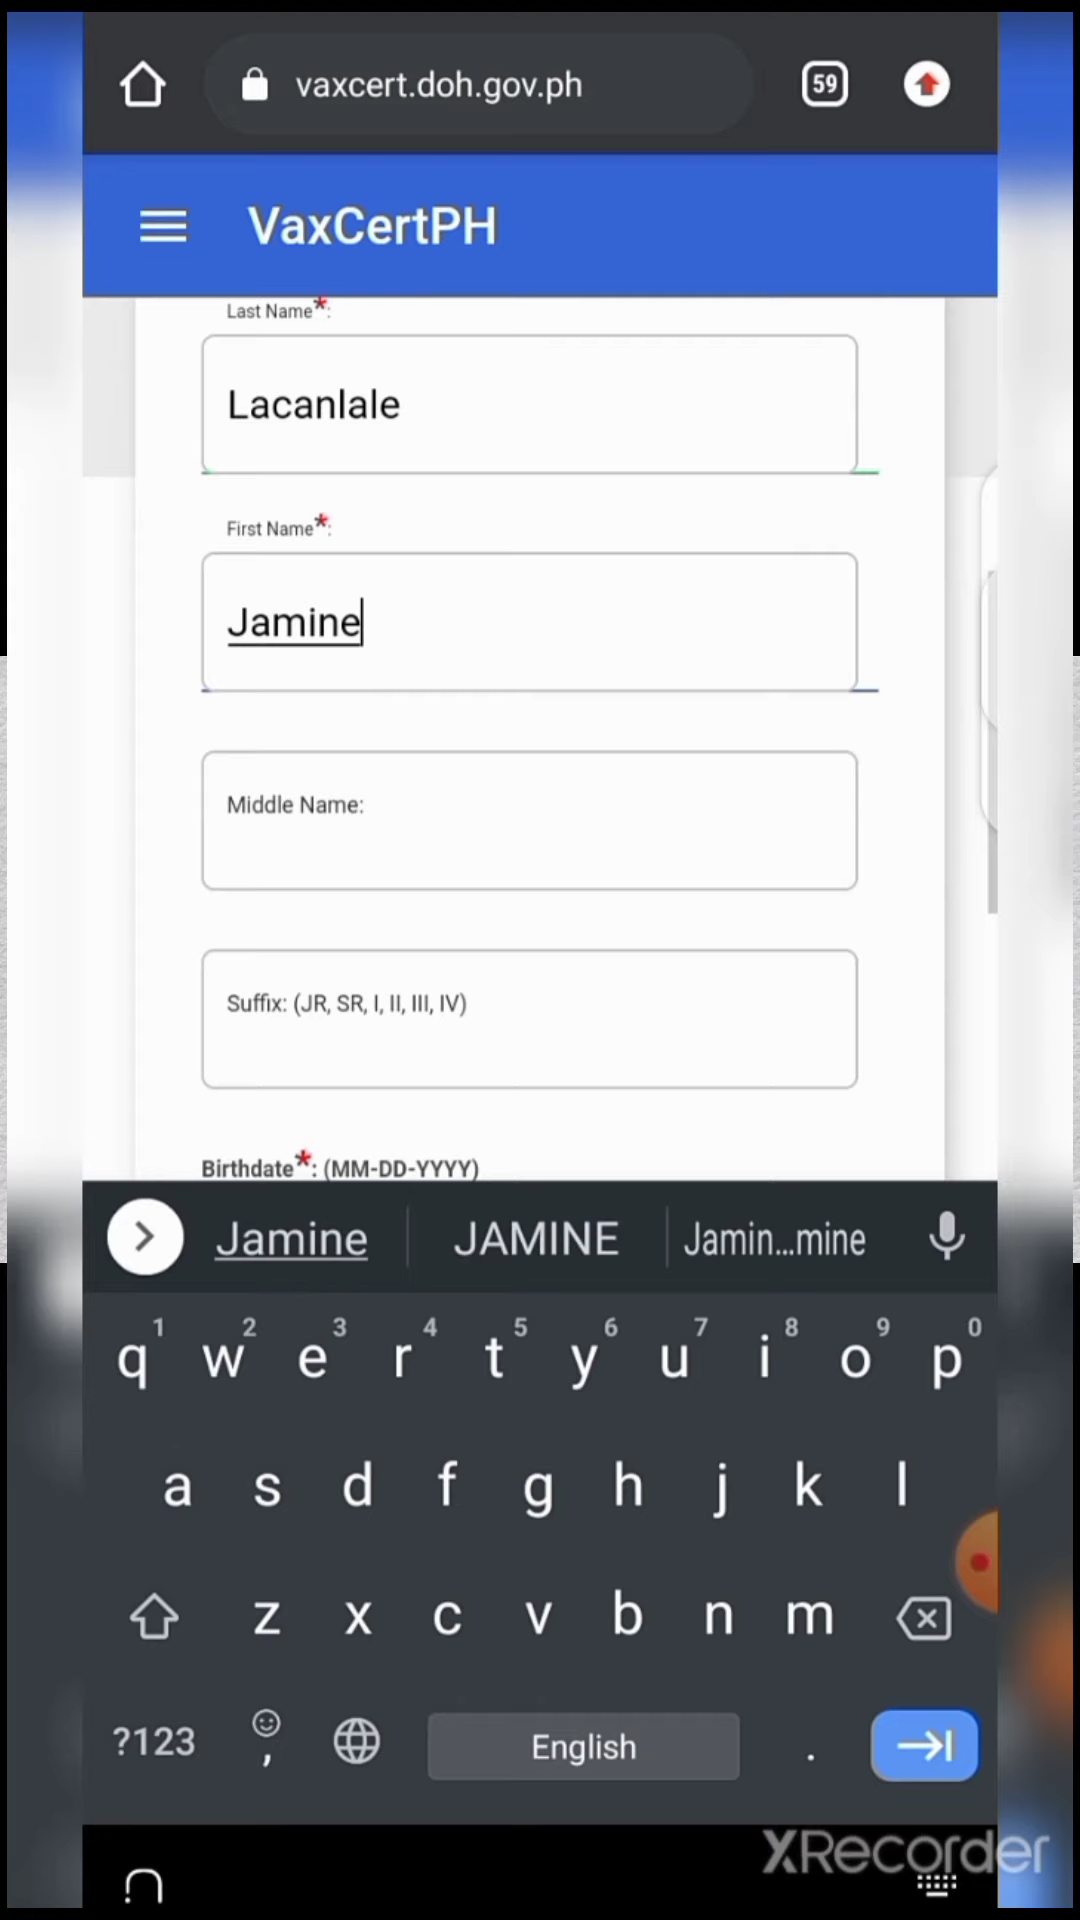 vaxcert.doh.gov.ph
59
VaxCertPH
Last Name*:
Lacanlale
First Name*:
Jamine
Middle Name:
Suffix: (JR, SR, I, II, III, IV)
Birthdate*: (MM-DD-YYYY)
Jamine JAMINE Jamin...mine
1 2 3 4 5 6 7 8 9 0
q w e r t y u i o p
a s d f g h j k l
z x c v b n m
?123 , English .
XRecorder